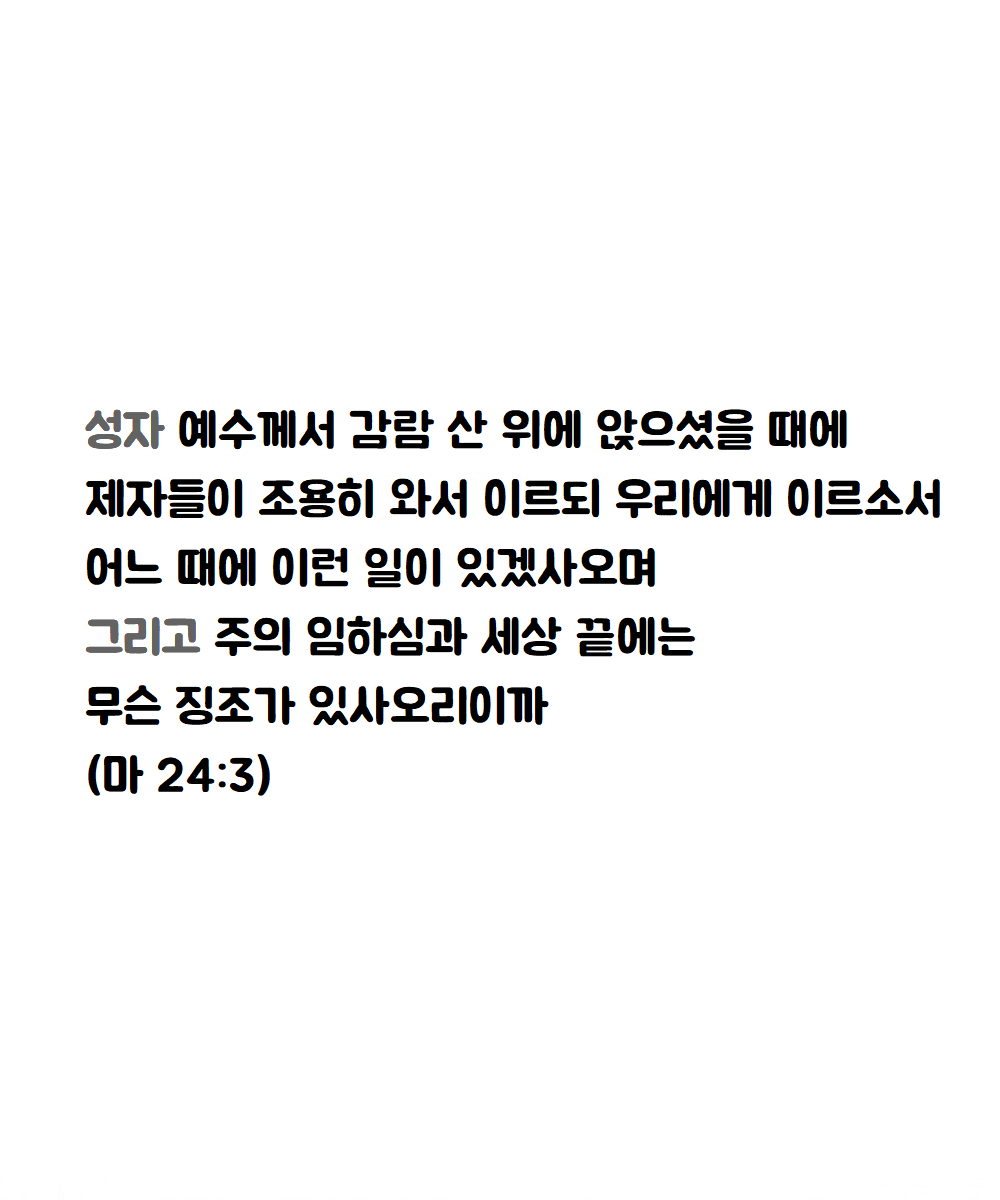 성자 예수께서 감람 산 위에 앉으셨을 때에
제자들이 조용히 와서 이르되 우리에게 이르소서
어느 때에 이런 일이 있겠사오며
그리고 주의 임하심과 세상 끝에는
무슨 징조가 있사오리이까
(마 24:3)